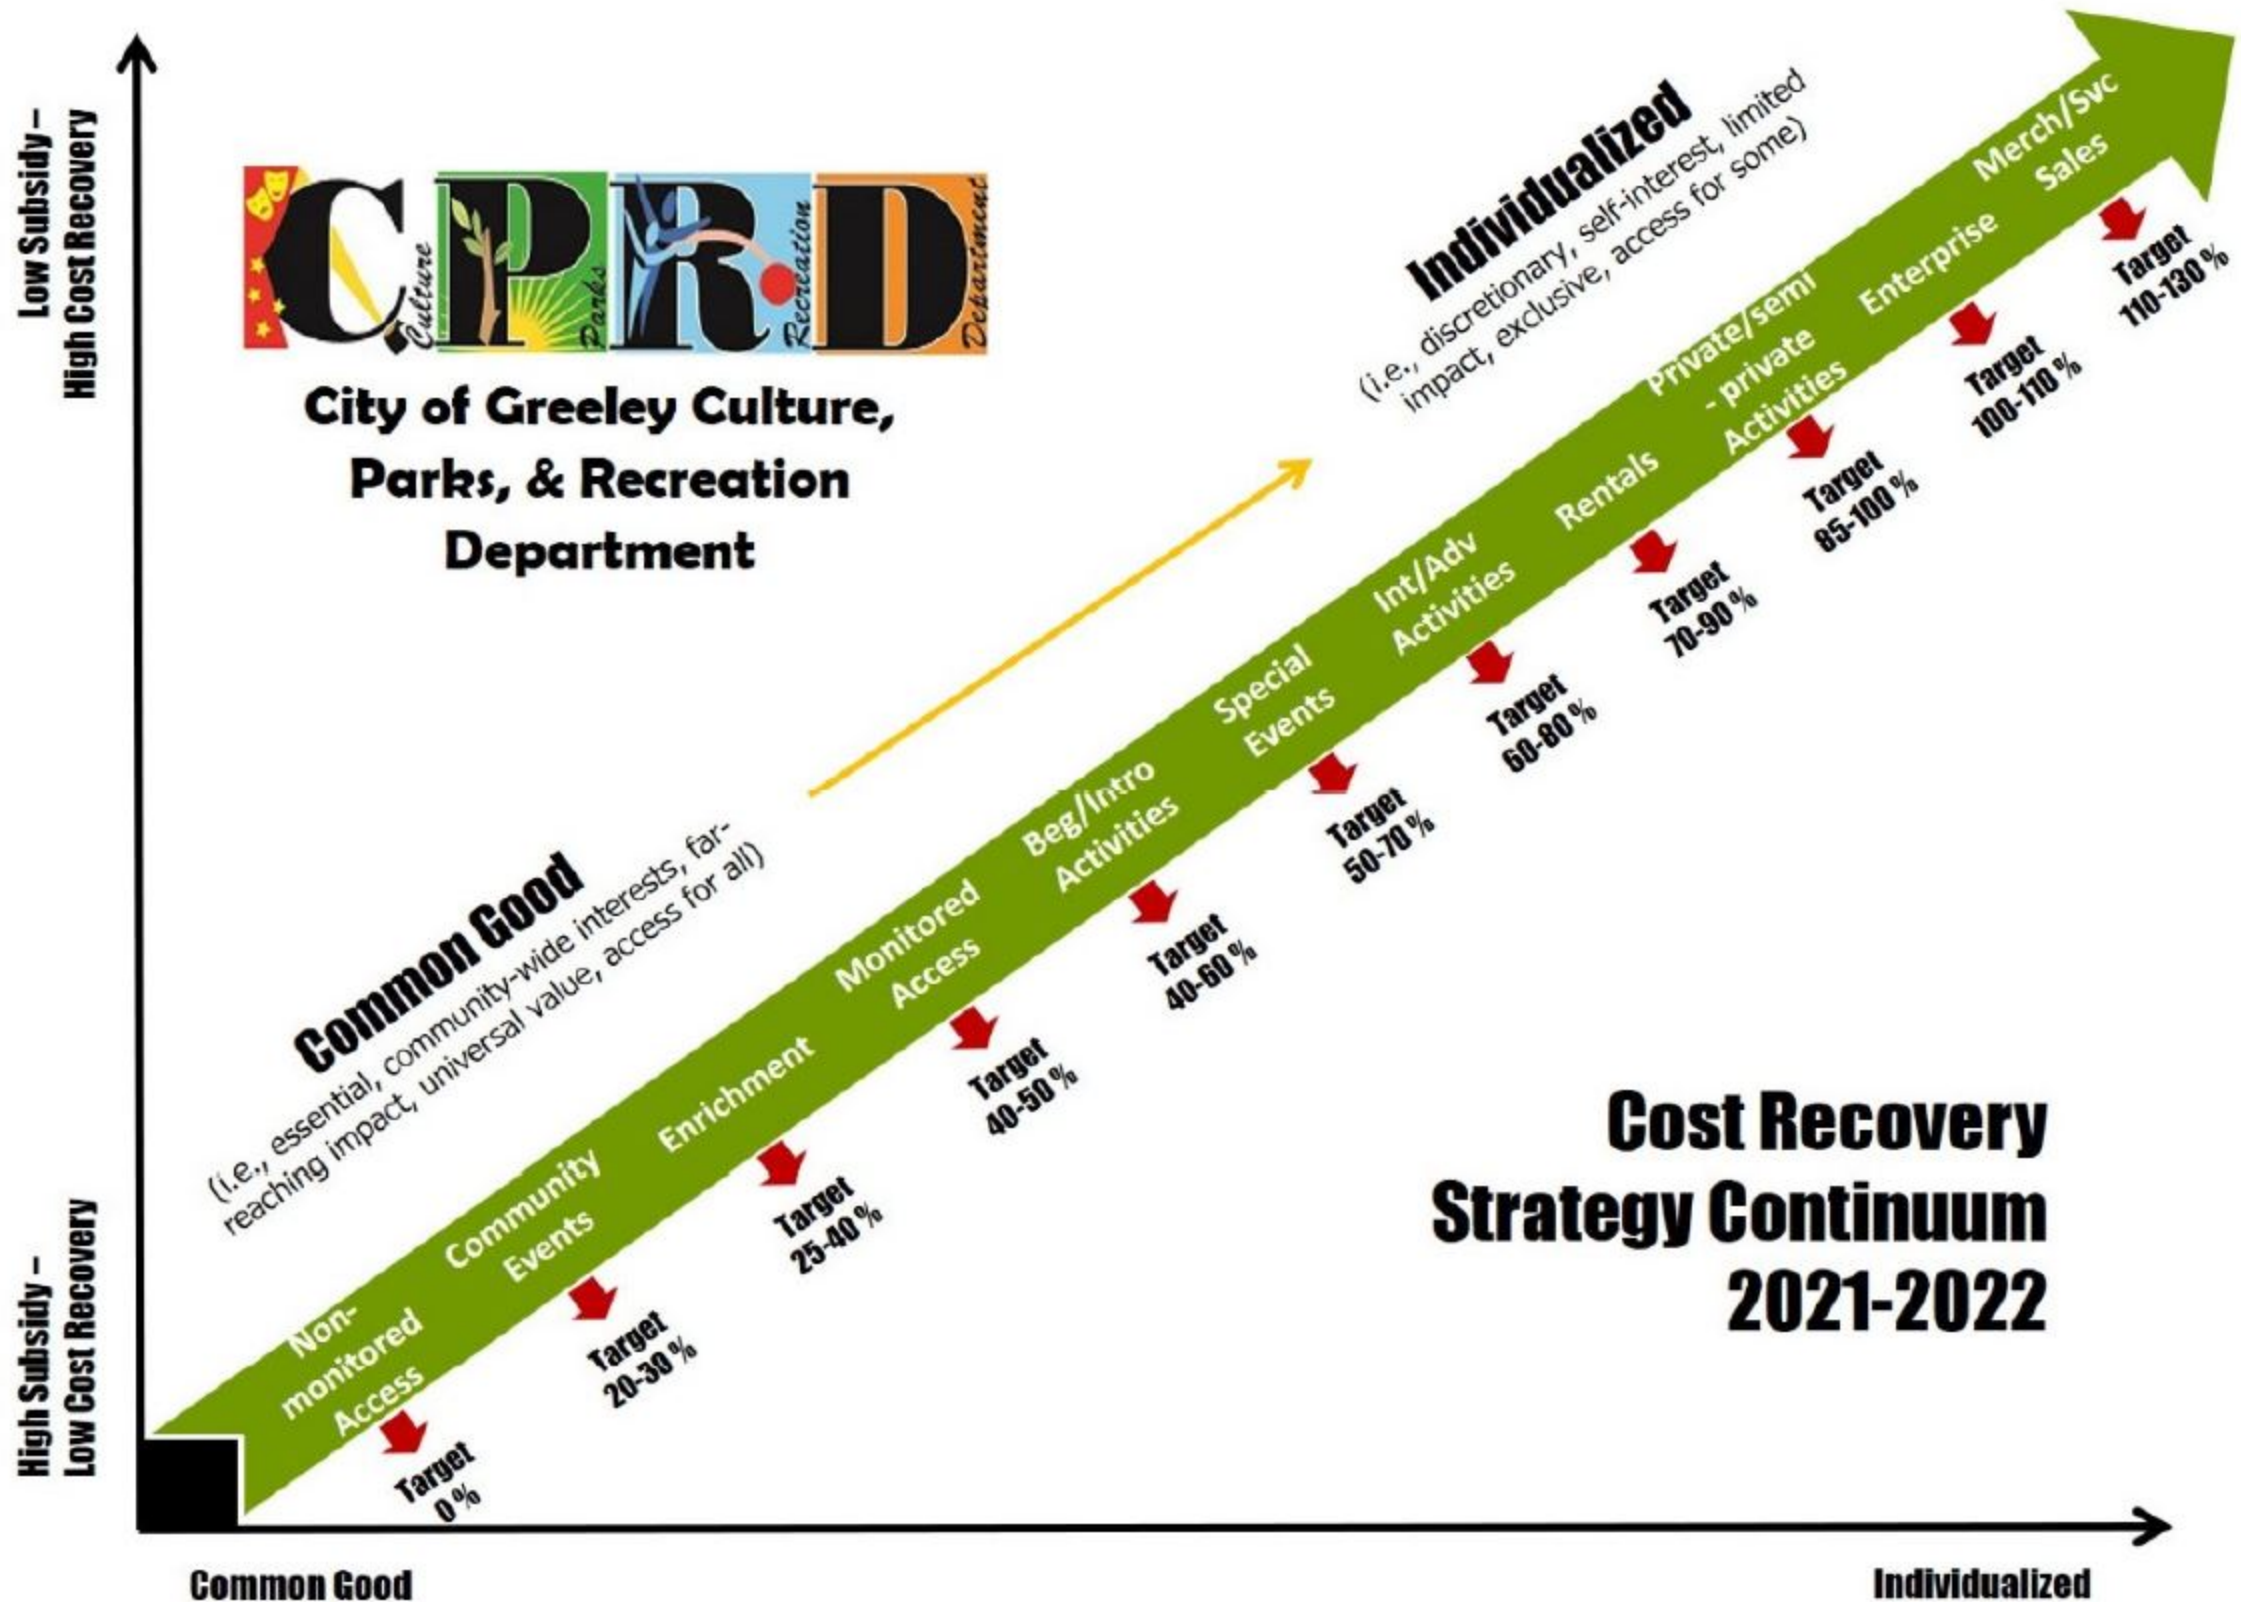 Low Subsidy –
High Cost Recovery
High Subsidy –
Low Cost Recovery
CPRD
Culture
Parks
Recreation
Department
City of Greeley Culture,
Parks, & Recreation
Department
Common Good
(i.e., essential, community-wide interests, far-
reaching impact, universal value, access for all)
Individualized
(i.e., discretionary, self-interest, limited
impact, exclusive, access for some)
Non-
monitored
Access
Target
0%
Community
Events
Target
20-30%
Enrichment
Target
25-40%
Monitored
Access
Target
40-50%
Beg/Intro
Activities
Target
40-60%
Special
Events
Target
50-70%
Int/Adv
Activities
Target
60-80%
Rentals
Target
70-90%
Private/semi
- private
Activities
Target
85-100%
Enterprise
Target
100-110%
Merch/Svc
Sales
Target
110-130%
Cost Recovery
Strategy Continuum
2021-2022
Common Good
Individualized